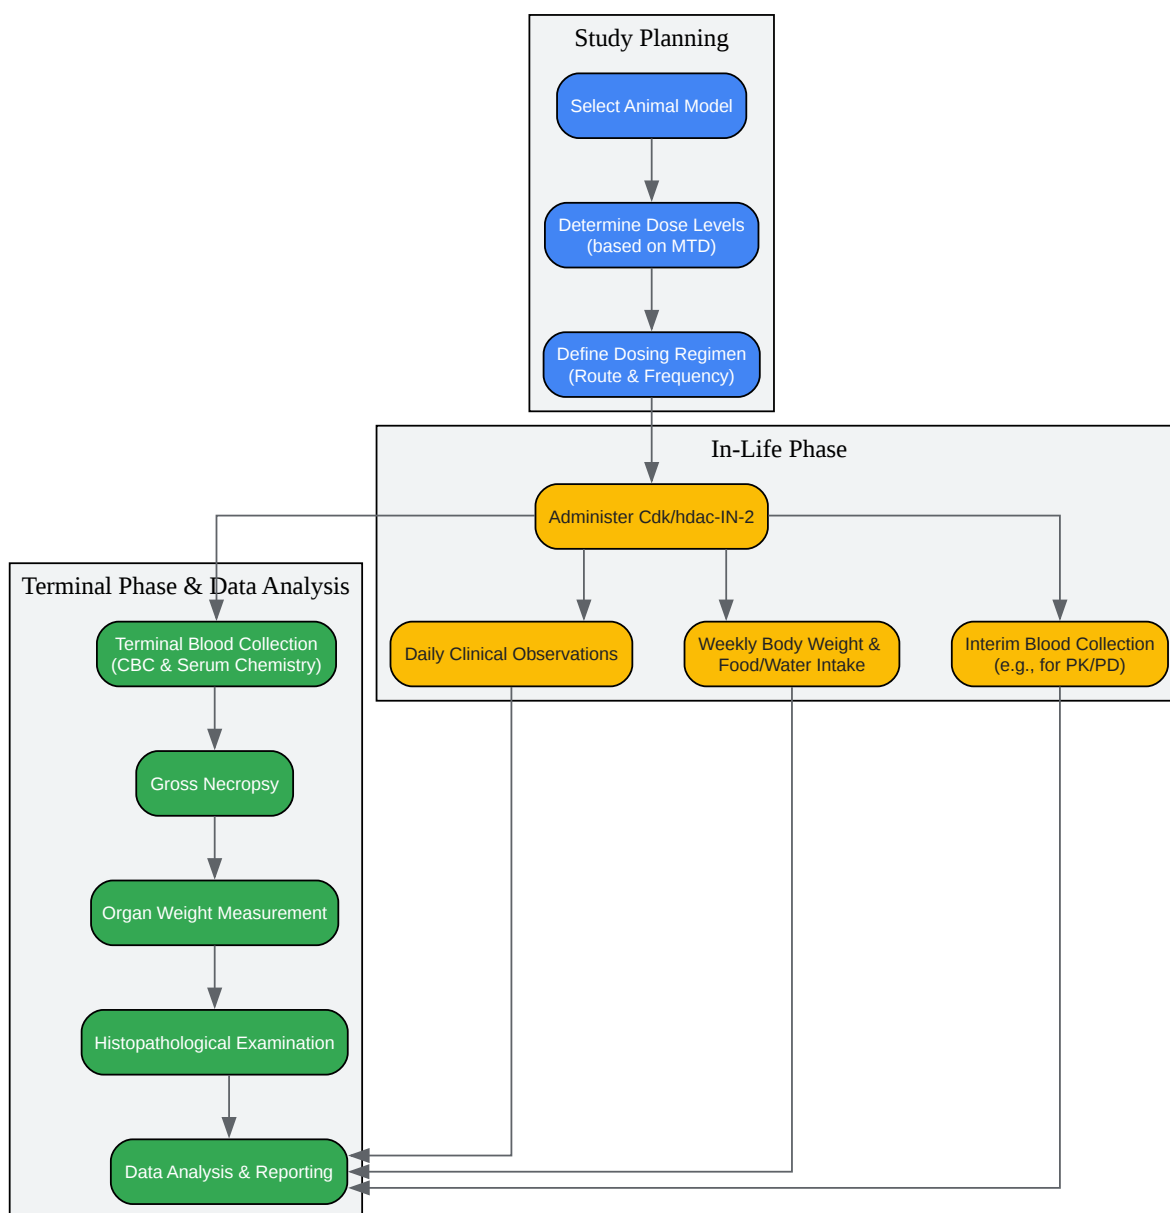 Study Planning
Select Animal Model
Determine Dose Levels
(based on MTD)
Define Dosing Regimen
(Route & Frequency)
In-Life Phase
Administer Cdk/hdac-IN-2
Daily Clinical Observations
Weekly Body Weight &
Food/Water Intake
Interim Blood Collection
(e.g., for PK/PD)
Terminal Phase & Data Analysis
Terminal Blood Collection
(CBC & Serum Chemistry)
Gross Necropsy
Organ Weight Measurement
Histopathological Examination
Data Analysis & Reporting